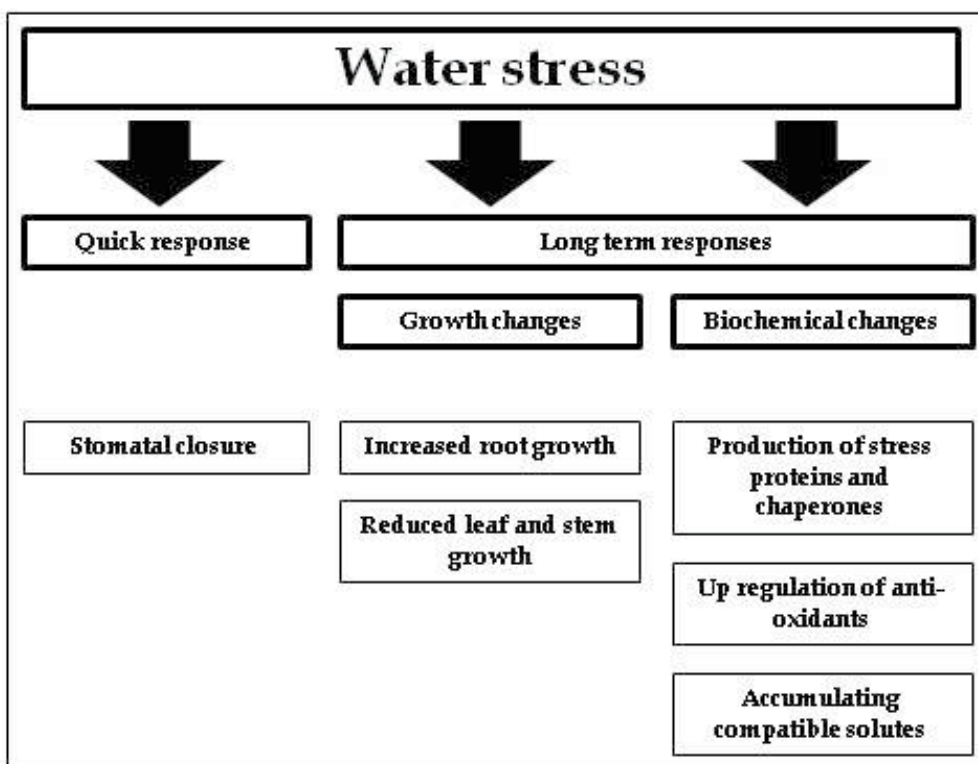 Water stress
Quick response
Long term responses
Growth changes
Biochemical changes
Stomatal closure
Increased root growth
Reduced leaf and stem
growth
Production of stress
proteins and
chaperones
Up regulation of anti-
oxidants
Accumulating
compatible solutes